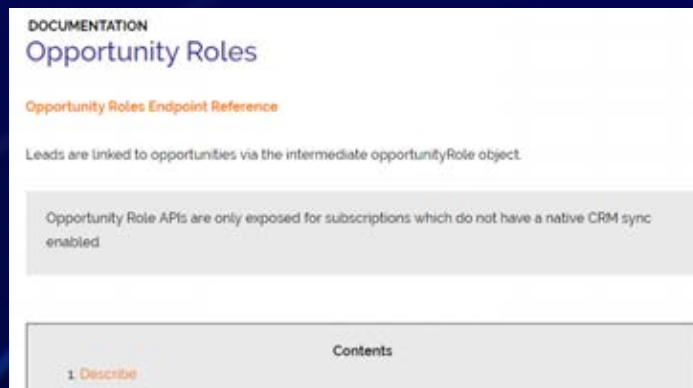 DOCUMENTATION
Opportunity Roles
Opportunity Roles Endpoint Reference
Leads are linked to opportunities via the intermediate opportunityRole object.
Opportunity Role APIs are only exposed for subscriptions which do not have a native CRM sync
enabled.
Contents
1. Describe